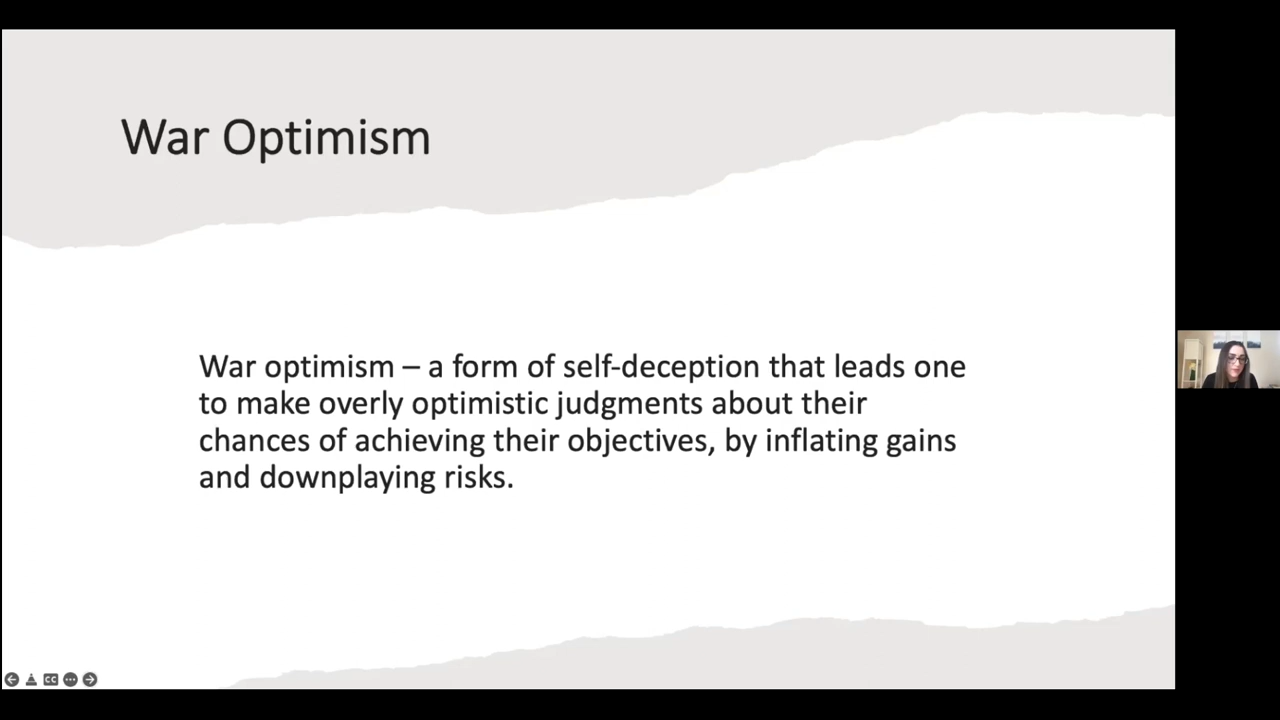 War Optimism
War optimism – a form of self-deception that leads one
to make overly optimistic judgments about their
chances of achieving their objectives, by inflating gains
and downplaying risks.
CC